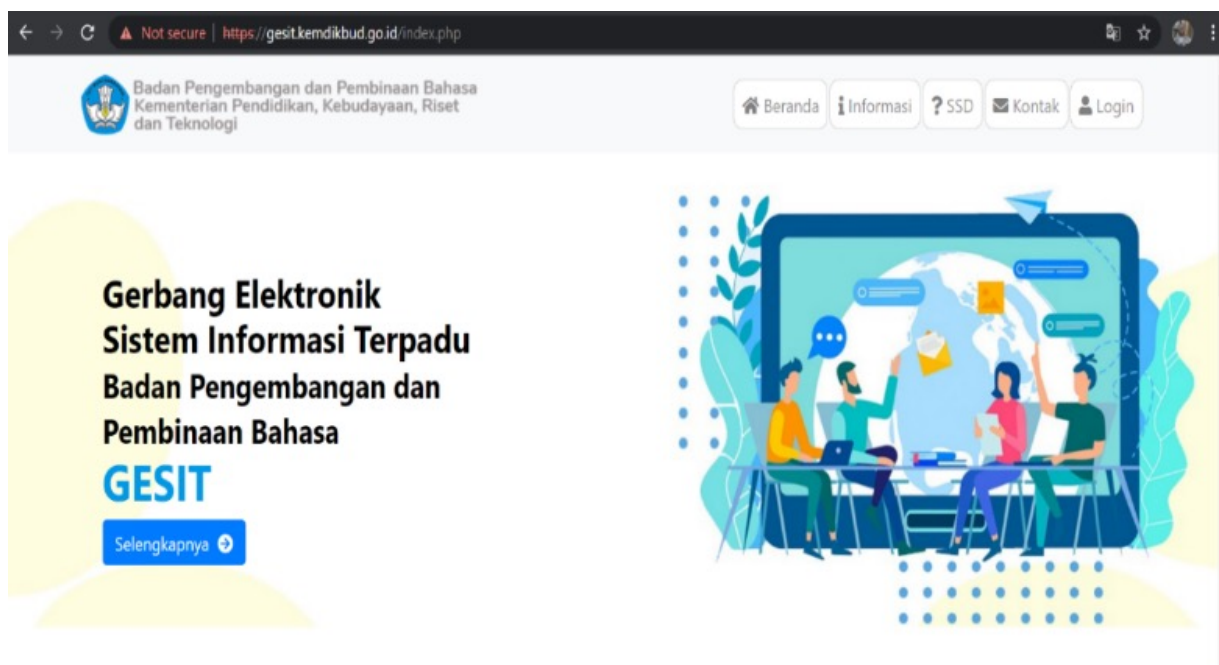 Not secure | https://gesit.kemdikbud.go.id/index.php
Badan Pengembangan dan Pembinaan Bahasa
Kementerian Pendidikan, Kebudayaan, Riset
dan Teknologi
Beranda
Informasi
SSD
Kontak
Login
Gerbang Elektronik
Sistem Informasi Terpadu
Badan Pengembangan dan
Pembinaan Bahasa
GESIT
Selengkapnya